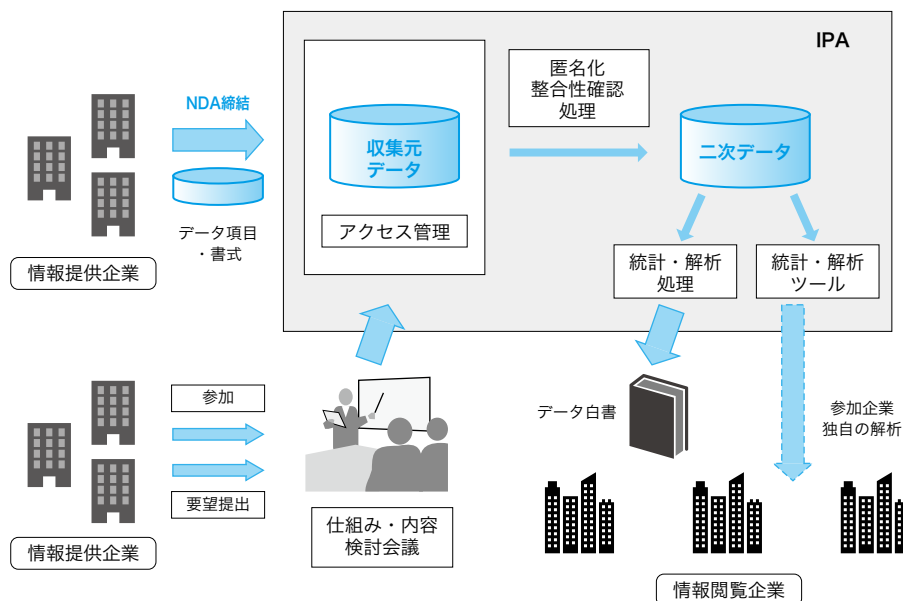 IPA
NDA締結
データ項目
・書式
情報提供企業
収集元
データ
アクセス管理
匿名化
整合性確認
処理
二次データ
統計・解析
処理
統計・解析
ツール
参加
要望提出
情報提供企業
仕組み・内容
検討会議
データ白書
参加企業
独自の解析
情報閲覧企業